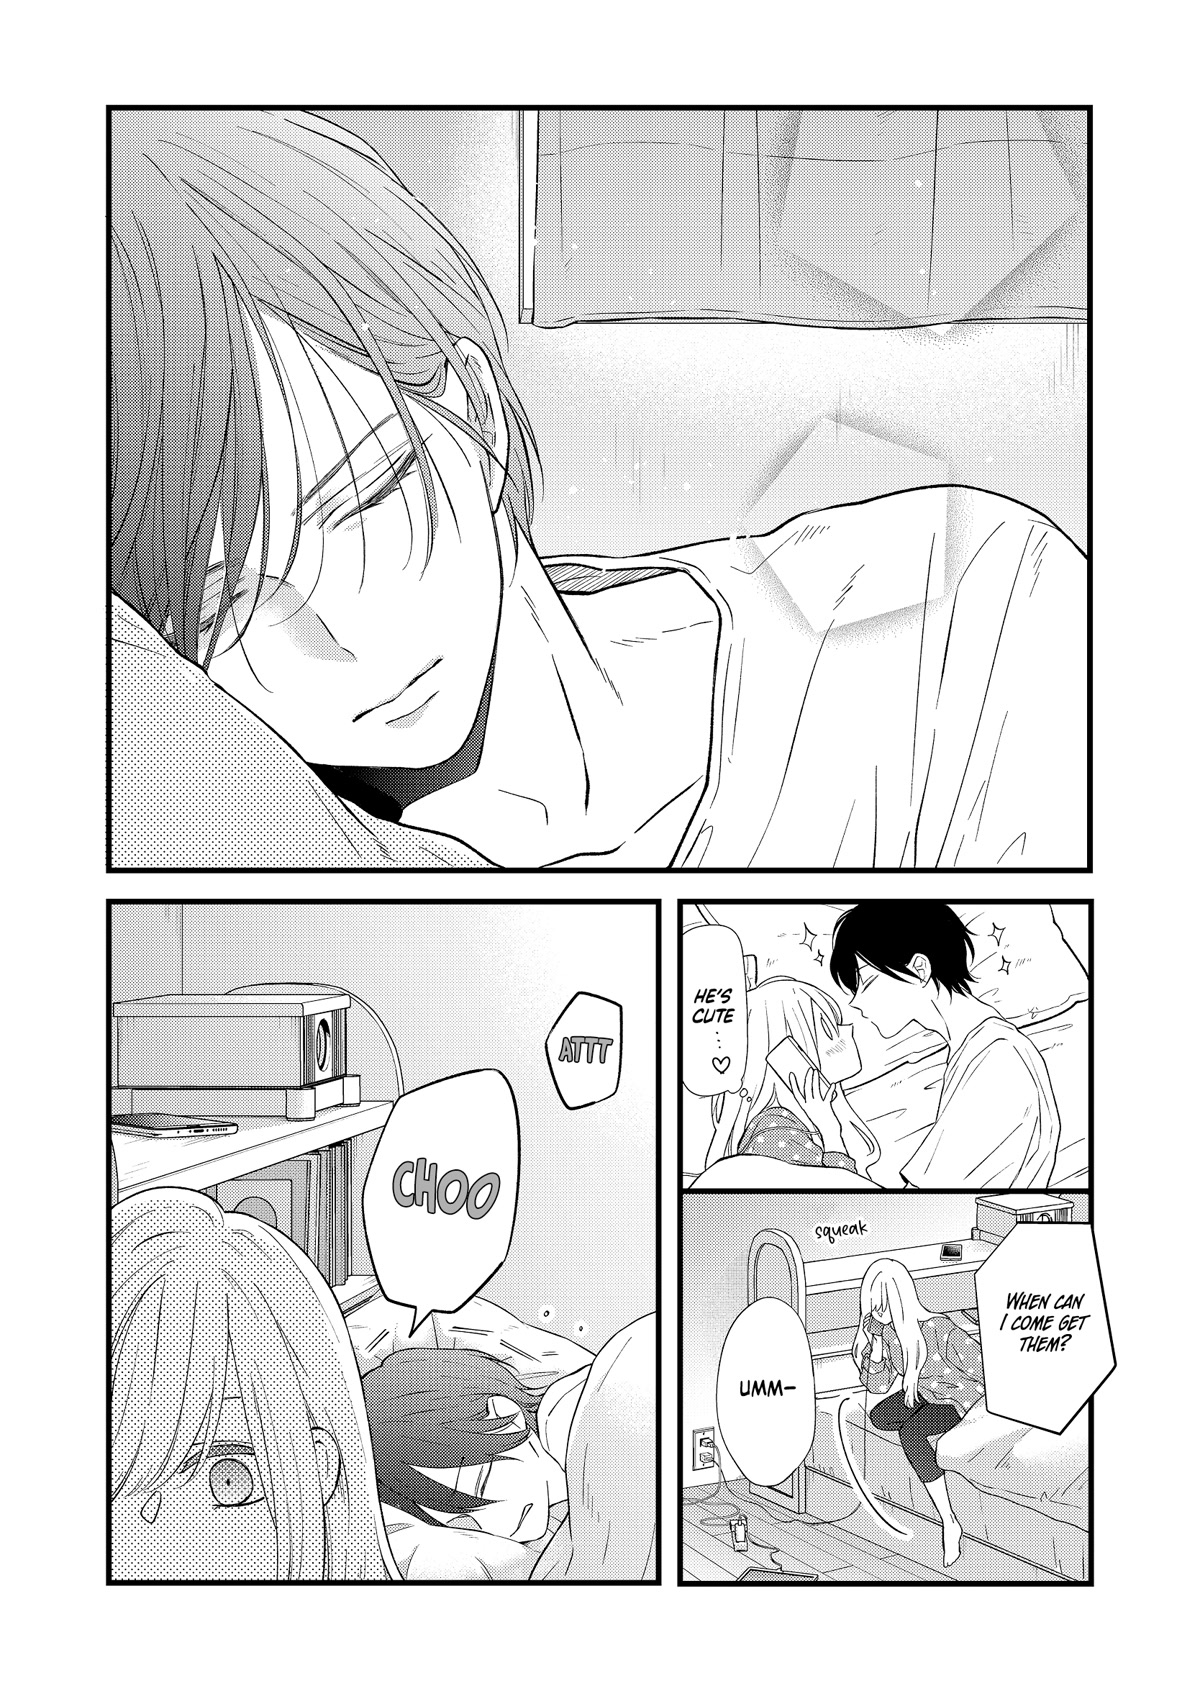 HE'S
CUTE
...
♡
squeak
WHEN CAN
I COME GET
THEM?
UMM–
ATTT
CHOO